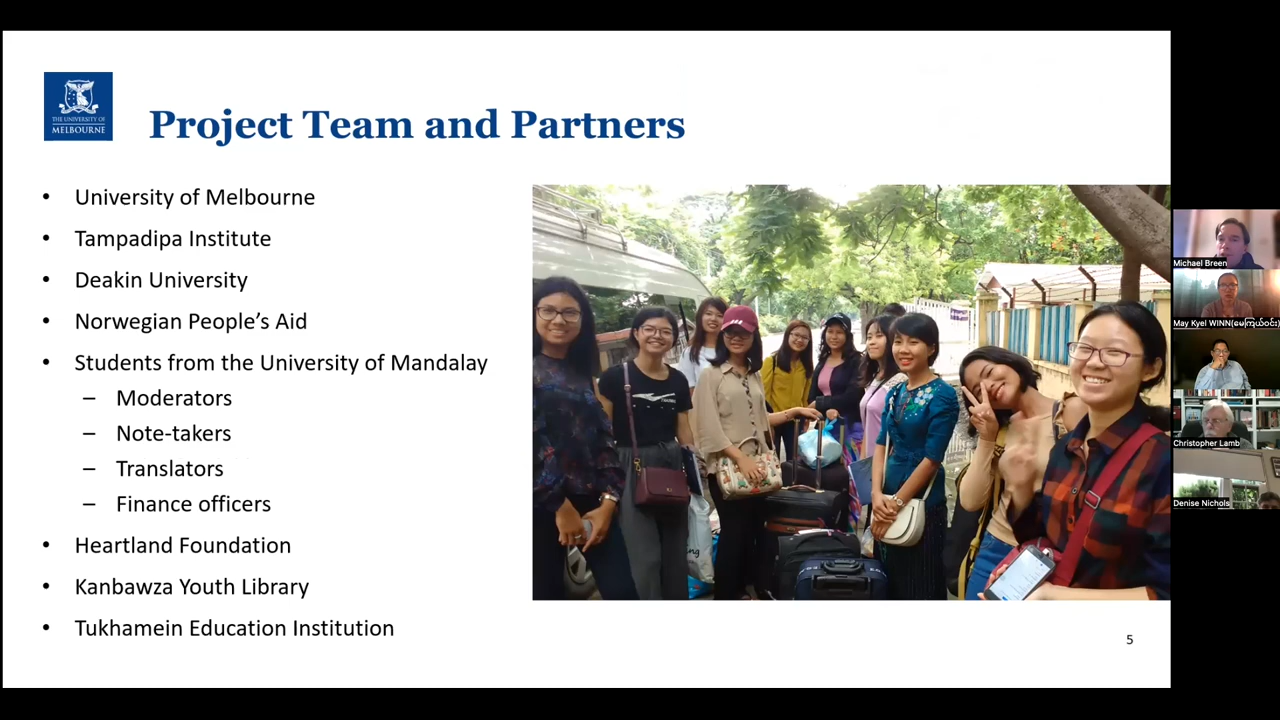 THE UNIVERSITY OF
MELBOURNE
Project Team and Partners
• University of Melbourne
• Tampadipa Institute
• Deakin University
• Norwegian People’s Aid
• Students from the University of Mandalay
– Moderators
– Note-takers
– Translators
– Finance officers
• Heartland Foundation
• Kanbawza Youth Library
• Tukhamein Education Institution
5
Michael Breen
May Kyel WINN(မေကြယ်ဝင်း)
Christopher Lamb
Denise Nichols